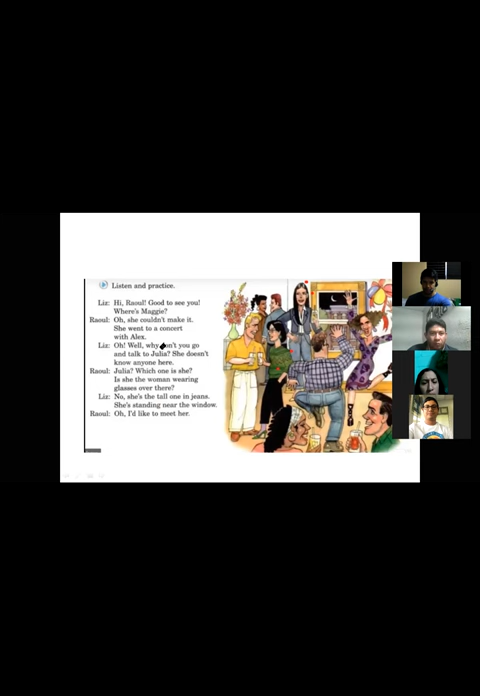 Listen and practice.
Liz: Hi, Raoul! Good to see you!
Where's Maggie?
Raoul: Oh, she couldn't make it.
She went to a concert
with Alex.
Liz: Oh! Well, why don't you go
and talk to Julia? She doesn't
know anyone here.
Raoul: Julia? Which one is she?
Is she the woman wearing
glasses over there?
Liz: No, she's the tall one in jeans.
She's standing near the window.
Raoul: Oh, I'd like to meet her.